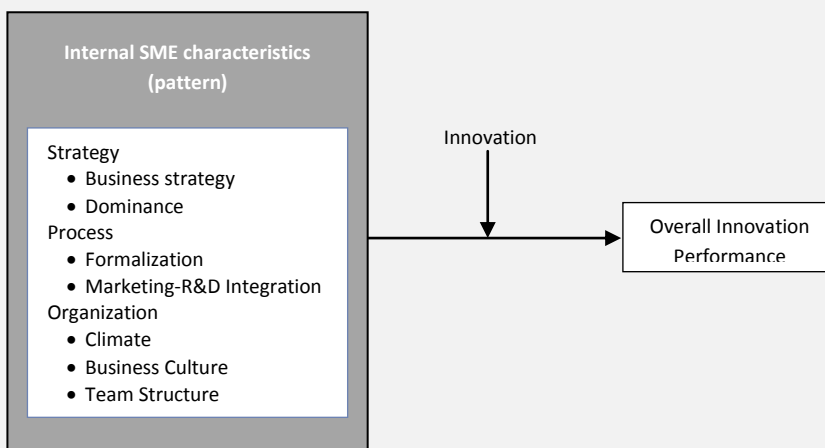 Internal SME characteristics
(pattern)
Strategy
• Business strategy
• Dominance
Process
• Formalization
• Marketing-R&D Integration
Organization
• Climate
• Business Culture
• Team Structure
Innovation
Overall Innovation
Performance